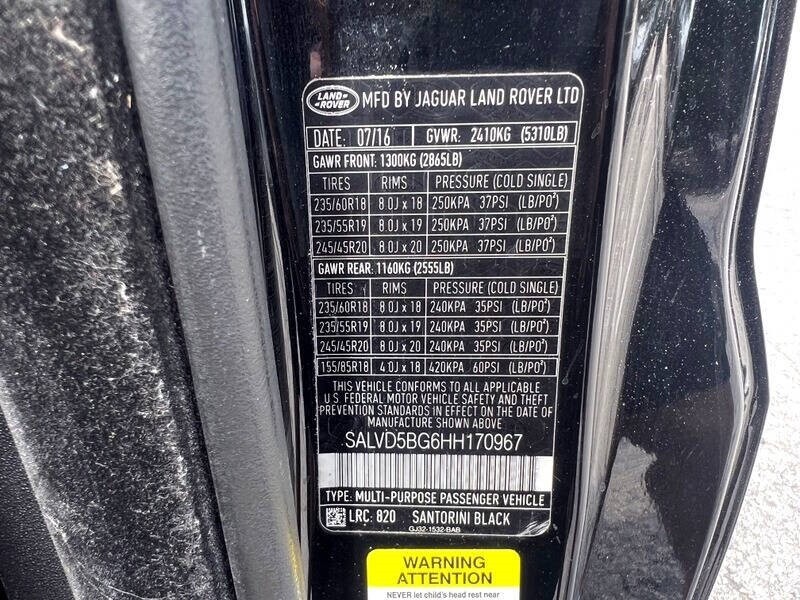 LAND-ROVER MFD BY JAGUAR LAND ROVER LTD
DATE: 07/16 GVWR: 2410KG (5310LB)
GAWR FRONT: 1300KG (2865LB)
TIRES RIMS PRESSURE (COLD SINGLE)
235/60R18 8.0J x 18 250KPA 37PSI (LB/PO²)
235/55R19 8.0J x 19 250KPA 37PSI (LB/PO²)
245/45R20 8.0J x 20 250KPA 37PSI (LB/PO²)
GAWR REAR: 1160KG (2555LB)
TIRES RIMS PRESSURE (COLD SINGLE)
235/60R18 8.0J x 18 240KPA 35PSI (LB/PO²)
235/55R19 8.0J x 19 240KPA 35PSI (LB/PO²)
245/45R20 8.0J x 20 240KPA 35PSI (LB/PO²)
155/85R18 4.0J x 18 420KPA 60PSI (LB/PO²)
THIS VEHICLE CONFORMS TO ALL APPLICABLE
U.S. FEDERAL MOTOR VEHICLE SAFETY AND THEFT
PREVENTION STANDARDS IN EFFECT ON THE DATE OF
MANUFACTURE SHOWN ABOVE
SALVD5BG6HH170967
TYPE: MULTI-PURPOSE PASSENGER VEHICLE
LRC: 820 SANTORINI BLACK
GJ32-1532-BAB
WARNING
ATTENTION
NEVER let child's head rest near